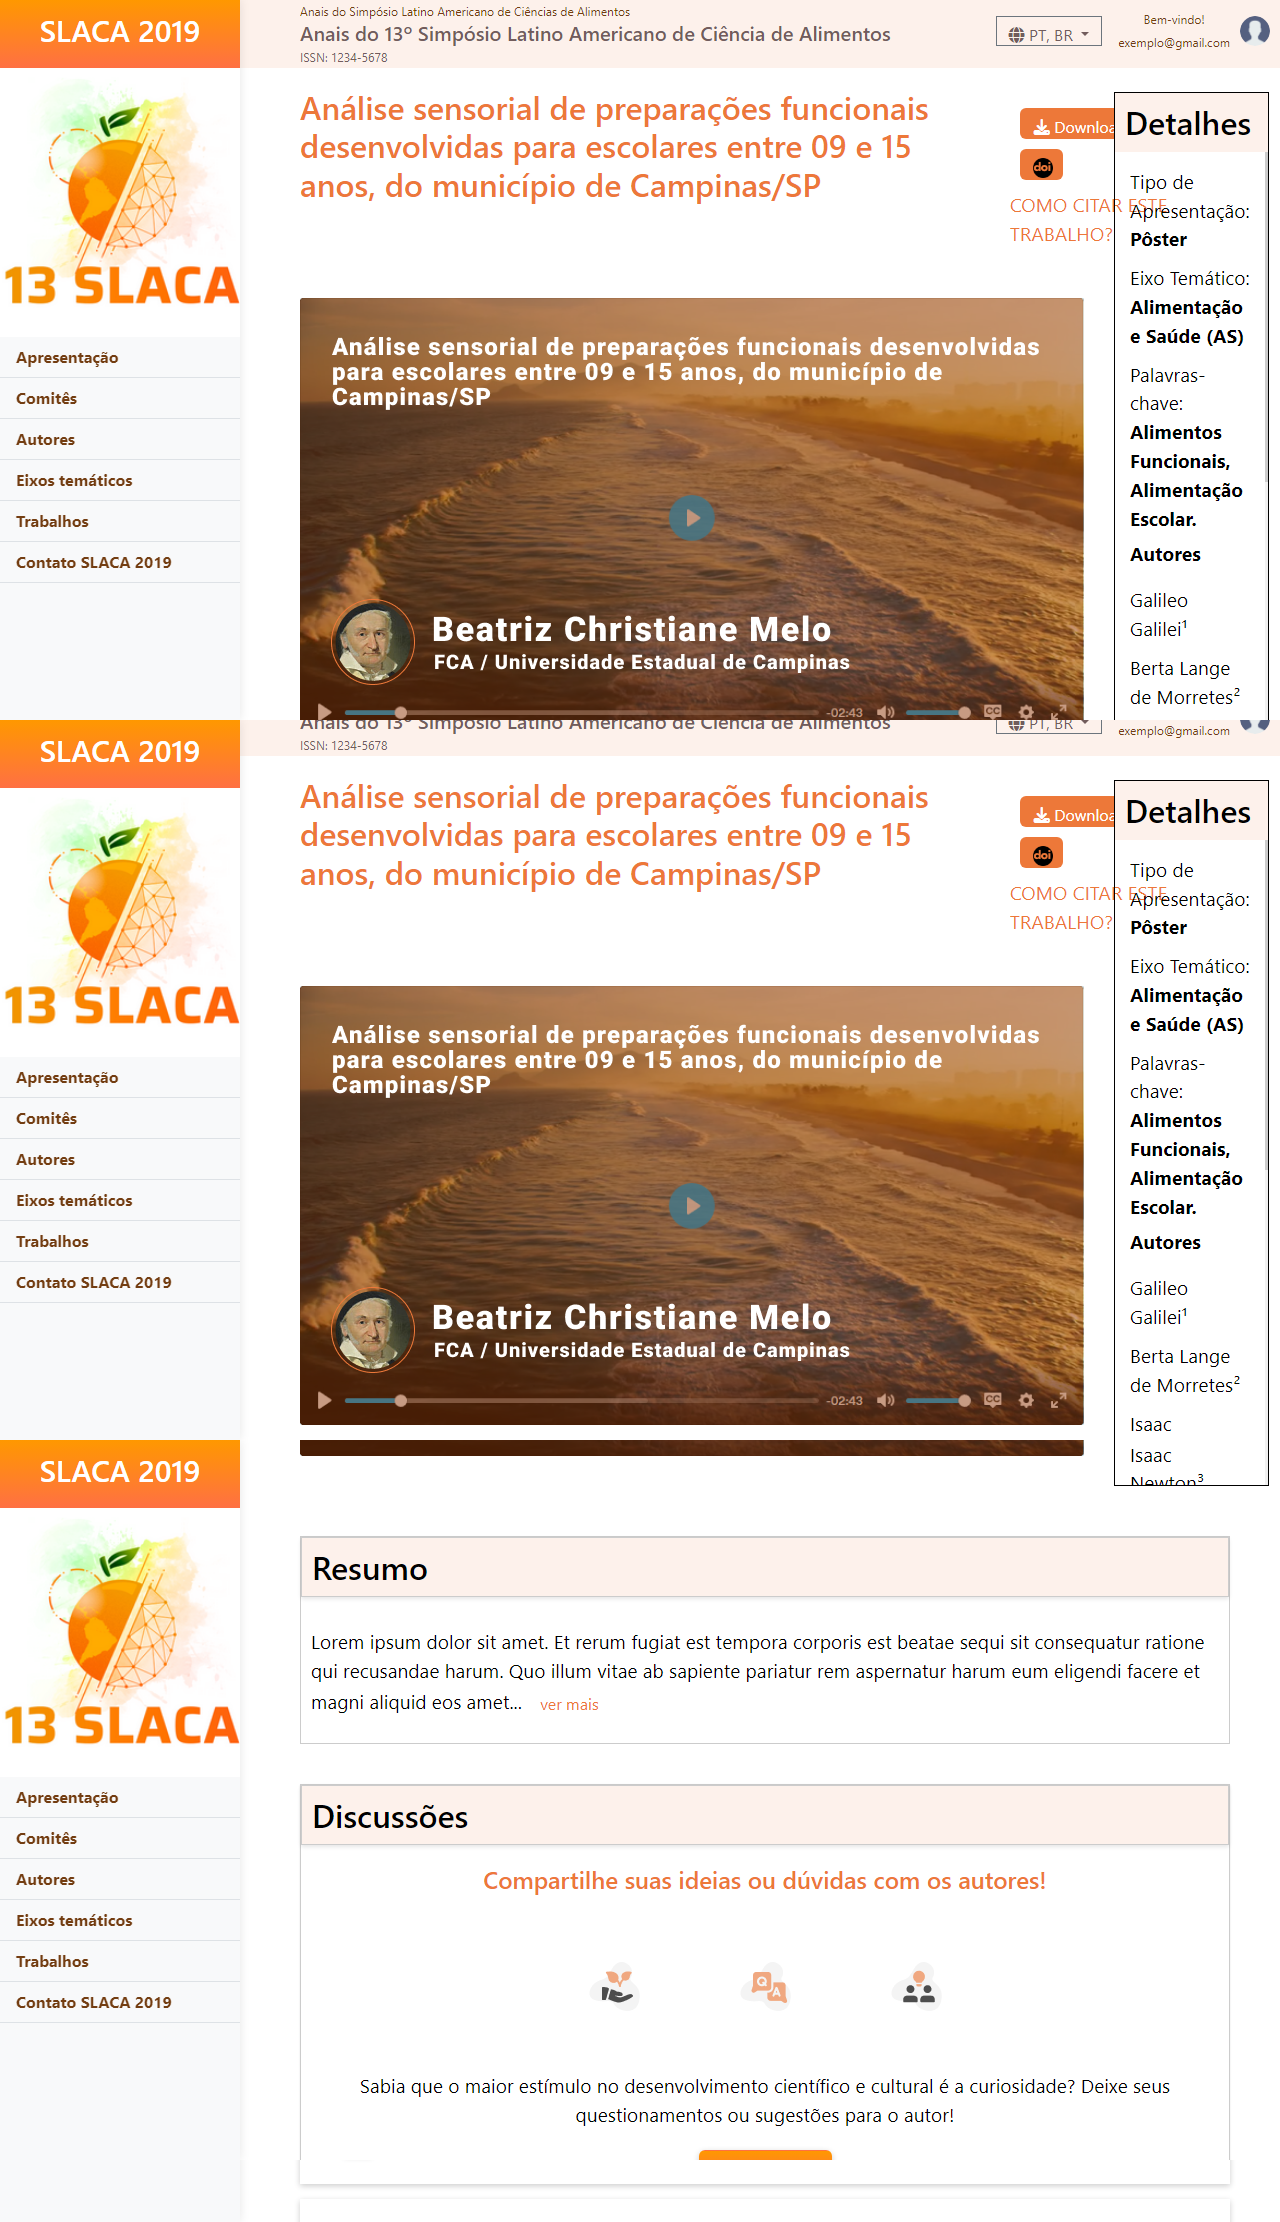 SLACA 2019
Anais do Simpósio Latino Americano de Ciências de Alimentos
Anais do 13º Simpósio Latino Americano de Ciência de Alimentos
ISSN: 1234-5678
PT, BR
Bem-vindo!
exemplo@gmail.com
13 SLACA
Apresentação
Comitês
Autores
Eixos temáticos
Trabalhos
Contato SLACA 2019
Análise sensorial de preparações funcionais
desenvolvidas para escolares entre 09 e 15
anos, do município de Campinas/SP
Downloa
doi
COMO CITAR ESTE
TRABALHO?
Análise sensorial de preparações funcionais desenvolvidas
para escolares entre 09 e 15 anos, do município de
Campinas/SP
Beatriz Christiane Melo
FCA / Universidade Estadual de Campinas
-02:43
CC
Detalhes
Tipo de
Apresentação:
Pôster
Eixo Temático:
Alimentação
e Saúde (AS)
Palavras-
chave:
Alimentos
Funcionais,
Alimentação
Escolar.
Autores
Galileo
Galilei¹
Berta Lange
de Morretes²
SLACA 2019
Anais do 13º Simpósio Latino Americano de Ciência de Alimentos
ISSN: 1234-5678
PT, BR
exemplo@gmail.com
13 SLACA
Apresentação
Comitês
Autores
Eixos temáticos
Trabalhos
Contato SLACA 2019
Análise sensorial de preparações funcionais
desenvolvidas para escolares entre 09 e 15
anos, do município de Campinas/SP
Downloa
doi
COMO CITAR ESTE
TRABALHO?
Análise sensorial de preparações funcionais desenvolvidas
para escolares entre 09 e 15 anos, do município de
Campinas/SP
Beatriz Christiane Melo
FCA / Universidade Estadual de Campinas
-02:43
CC
Detalhes
Tipo de
Apresentação:
Pôster
Eixo Temático:
Alimentação
e Saúde (AS)
Palavras-
chave:
Alimentos
Funcionais,
Alimentação
Escolar.
Autores
Galileo
Galilei¹
Berta Lange
de Morretes²
Isaac
Isaac
Newton³
SLACA 2019
13 SLACA
Apresentação
Comitês
Autores
Eixos temáticos
Trabalhos
Contato SLACA 2019
Resumo
Lorem ipsum dolor sit amet. Et rerum fugiat est tempora corporis est beatae sequi sit consequatur ratione
qui recusandae harum. Quo illum vitae ab sapiente pariatur rem aspernatur harum eum eligendi facere et
magni aliquid eos amet... ver mais
Discussões
Compartilhe suas ideias ou dúvidas com os autores!
Q
A
Sabia que o maior estímulo no desenvolvimento científico e cultural é a curiosidade? Deixe seus
questionamentos ou sugestões para o autor!